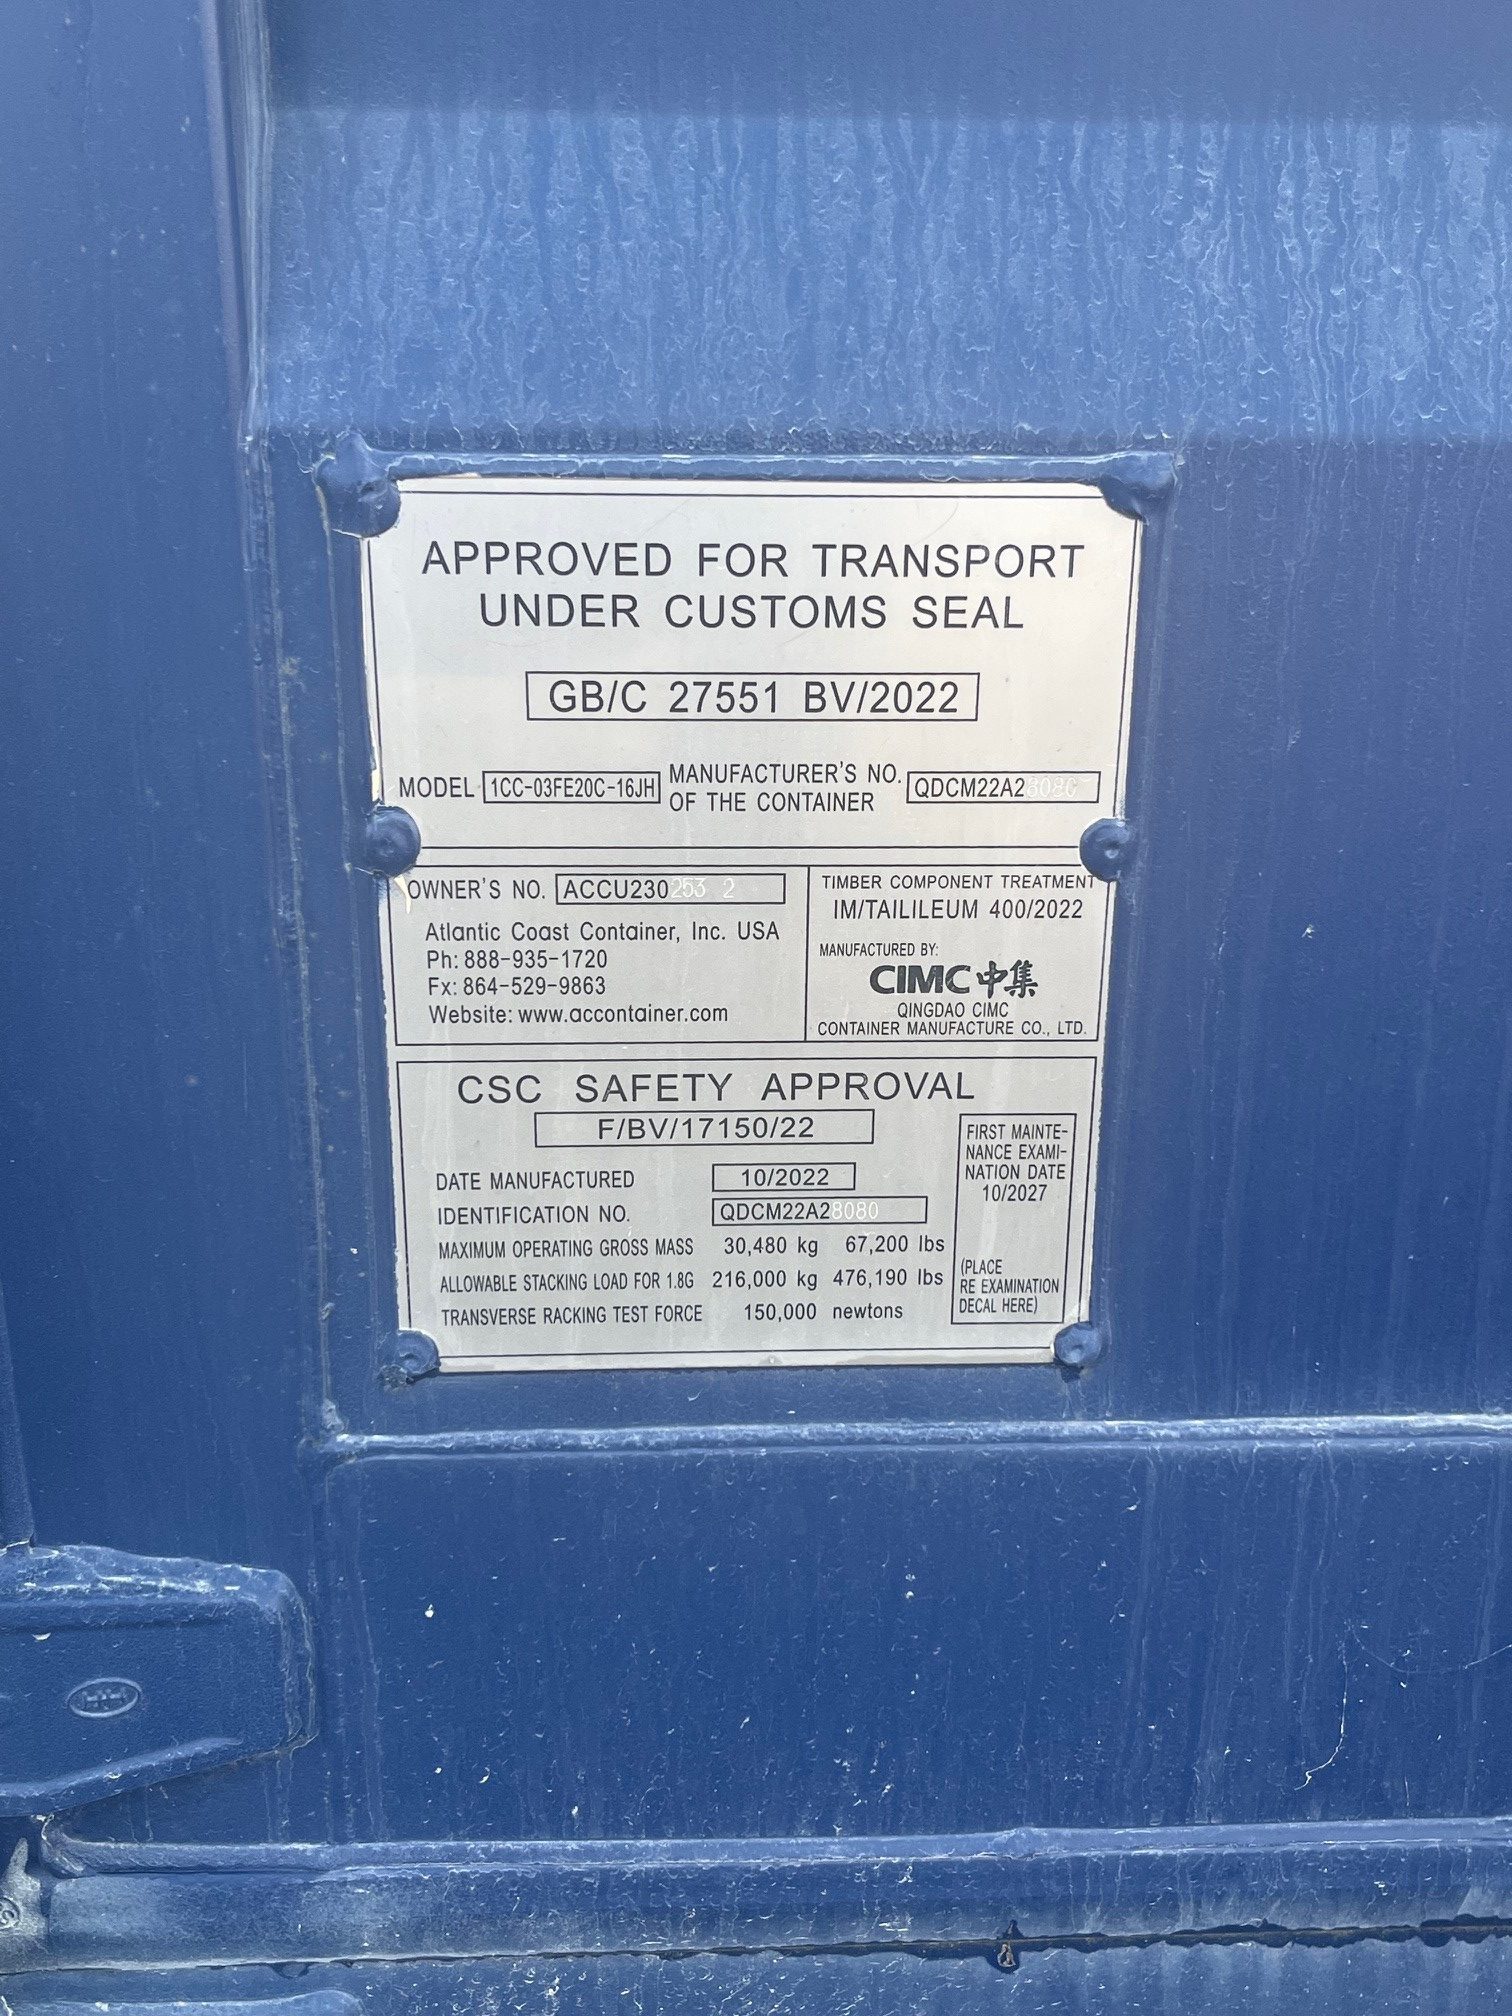 APPROVED FOR TRANSPORT
UNDER CUSTOMS SEAL
GB/C 27551 BV/2022
MODEL 1CC-03FE20C-16JH MANUFACTURER'S NO. OF THE CONTAINER QDCM22A28080
OWNER'S NO. ACCU230253 2
Atlantic Coast Container, Inc. USA
Ph: 888-935-1720
Fx: 864-529-9863
Website: www.accontainer.com
TIMBER COMPONENT TREATMENT
IM/TAILILEUM 400/2022
MANUFACTURED BY:
CIMC中集
QINGDAO CIMC
CONTAINER MANUFACTURE CO., LTD.
CSC SAFETY APPROVAL
F/BV/17150/22
DATE MANUFACTURED 10/2022
IDENTIFICATION NO. QDCM22A28080
MAXIMUM OPERATING GROSS MASS 30,480 kg 67,200 lbs
ALLOWABLE STACKING LOAD FOR 1.8G 216,000 kg 476,190 lbs
TRANSVERSE RACKING TEST FORCE 150,000 newtons
FIRST MAINTE-
NANCE EXAMI-
NATION DATE
10/2027
(PLACE
RE EXAMINATION
DECAL HERE)